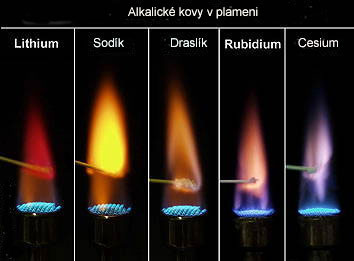 Alkalické kovy v plameni
Lithium Sodík Draslík Rubidium Cesium